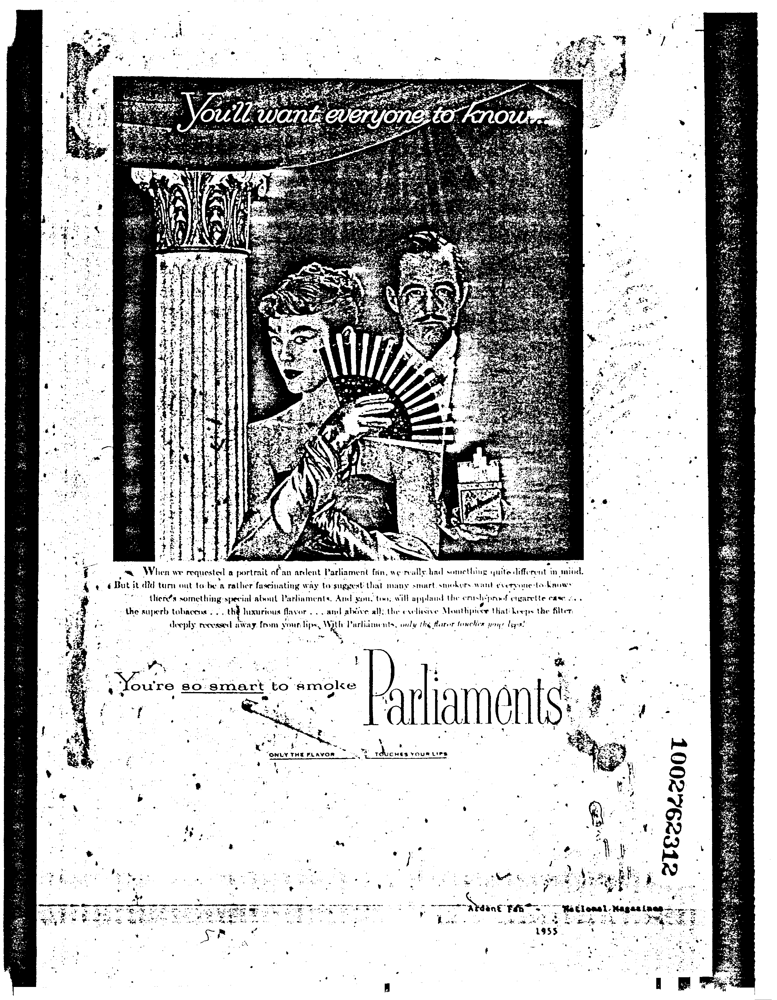 You'll want everyone to know...
Parliament
When we requested a portrait of an ardent Parliament fan, we really had something quite different in mind.
But it did turn out to be a rather fascinating way to suggest that many smart smokers want everyone to know
there's something special about Parliaments. And you, too, will applaud the crush-proof cigarette case . . .
the superb tobaccos . . . the luxurious flavor . . . and above all, the exclusive Mouthpiece that keeps the filter
deeply recessed away from your lips. With Parliaments, only the flavor touches your lips!
You're so smart to smoke Parliaments
ONLY THE FLAVOR TOUCHES YOUR LIPS
1002762312
Ardent Fan - National Magazines
1955